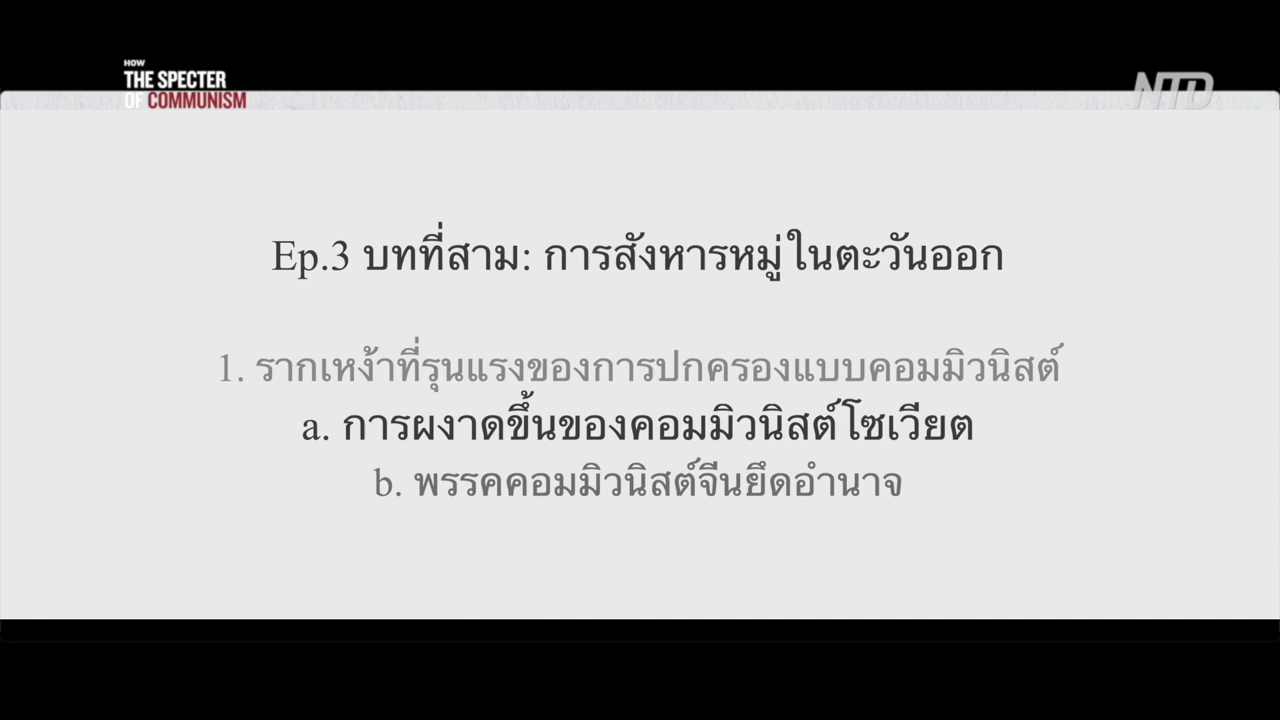 HOW
THE SPECTER
OF COMMUNISM
NTD
Ep.3 บทที่สาม: การสังหารหมู่ในตะวันออก
1. รากเหง้าที่รุนแรงของการปกครองแบบคอมมิวนิสต์
a. การผงาดขึ้นของคอมมิวนิสต์โซเวียต
b. พรรคคอมมิวนิสต์จีนยึดอำนาจ